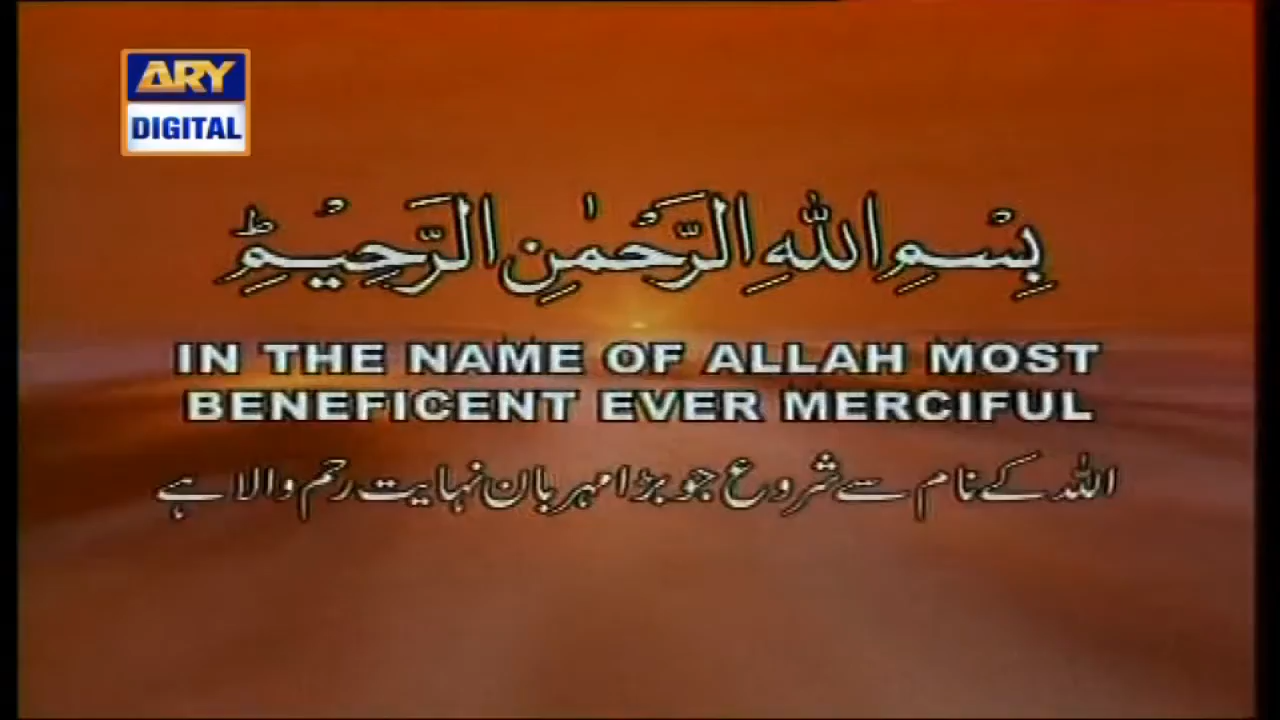 ARY
DIGITAL
بِسْمِ اللّٰهِ الرَّحْمٰنِ الرَّحِيْمِؕ
IN THE NAME OF ALLAH MOST
BENEFICENT EVER MERCIFUL
اللہ کے نام سے شروع جو بڑا مہربان نہایت رحم والا ہے